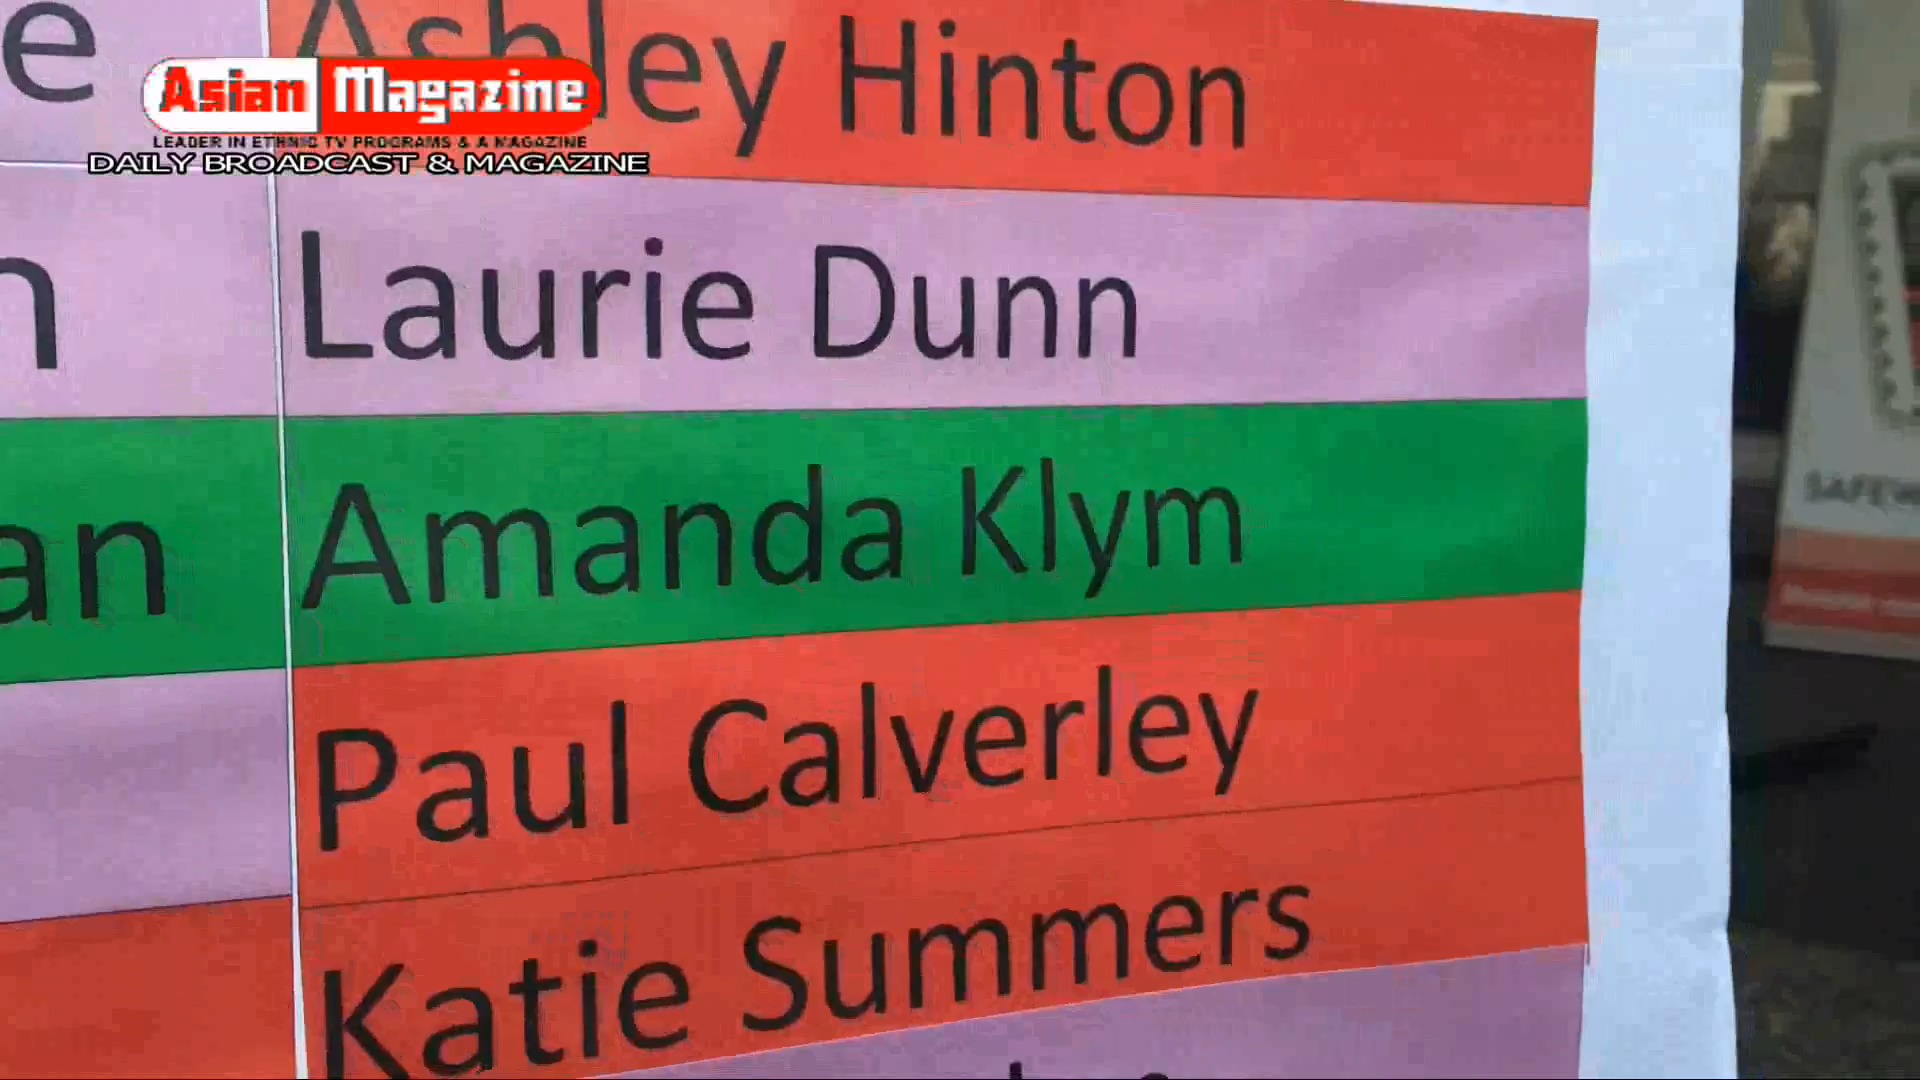 Asian Magazine
LEADER IN ETHNIC TV PROGRAMS & A MAGAZINE
DAILY BROADCAST & MAGAZINE
Ashley Hinton
Laurie Dunn
Amanda Klym
Paul Calverley
Katie Summers